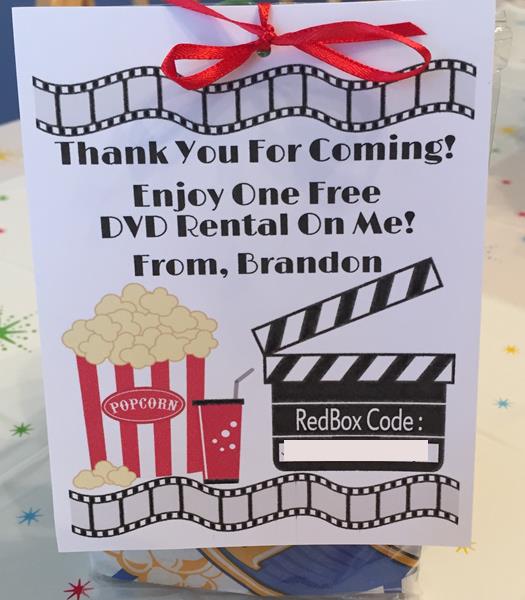 Thank You For Coming!
Enjoy One Free
DVD Rental On Me!
From, Brandon
POPCORN
RedBox Code :